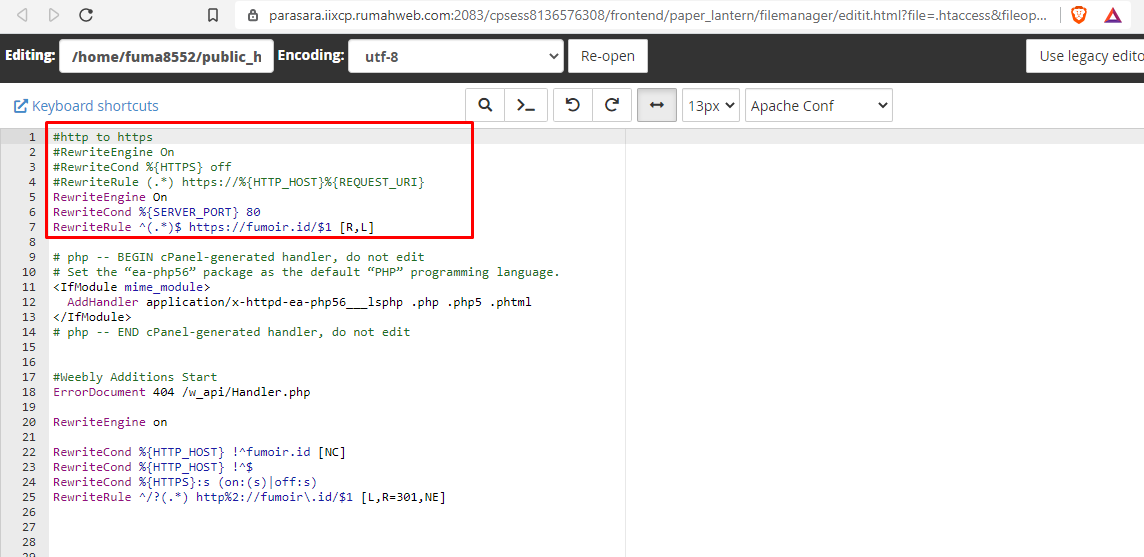 parasara.iixcp.rumahweb.com:2083/cpsess8136576308/frontend/paper_lantern/filemanager/editit.html?file=.htaccess&fileop...
Editing: /home/fuma8552/public_h Encoding: utf-8 Re-open Use legacy edito
Keyboard shortcuts 13px Apache Conf
1 #http to https
2 #RewriteEngine On
3 #RewriteCond %{HTTPS} off
4 #RewriteRule (.*) https://%{HTTP_HOST}%{REQUEST_URI}
5 RewriteEngine On
6 RewriteCond %{SERVER_PORT} 80
7 RewriteRule ^(.*)$ https://fumoir.id/$1 [R,L]
8
9 # php -- BEGIN cPanel-generated handler, do not edit
10 # Set the “ea-php56” package as the default “PHP” programming language.
11 <IfModule mime_module>
12 AddHandler application/x-httpd-ea-php56___lsphp .php .php5 .phtml
13 </IfModule>
14 # php -- END cPanel-generated handler, do not edit
15
16
17 #Weebly Additions Start
18 ErrorDocument 404 /w_api/Handler.php
19
20 RewriteEngine on
21
22 RewriteCond %{HTTP_HOST} !^fumoir.id [NC]
23 RewriteCond %{HTTP_HOST} !^$
24 RewriteCond %{HTTPS}:s (on:(s)|off:s)
25 RewriteRule ^/?(.*) http%2://fumoir\.id/$1 [L,R=301,NE]
26
27
28
29